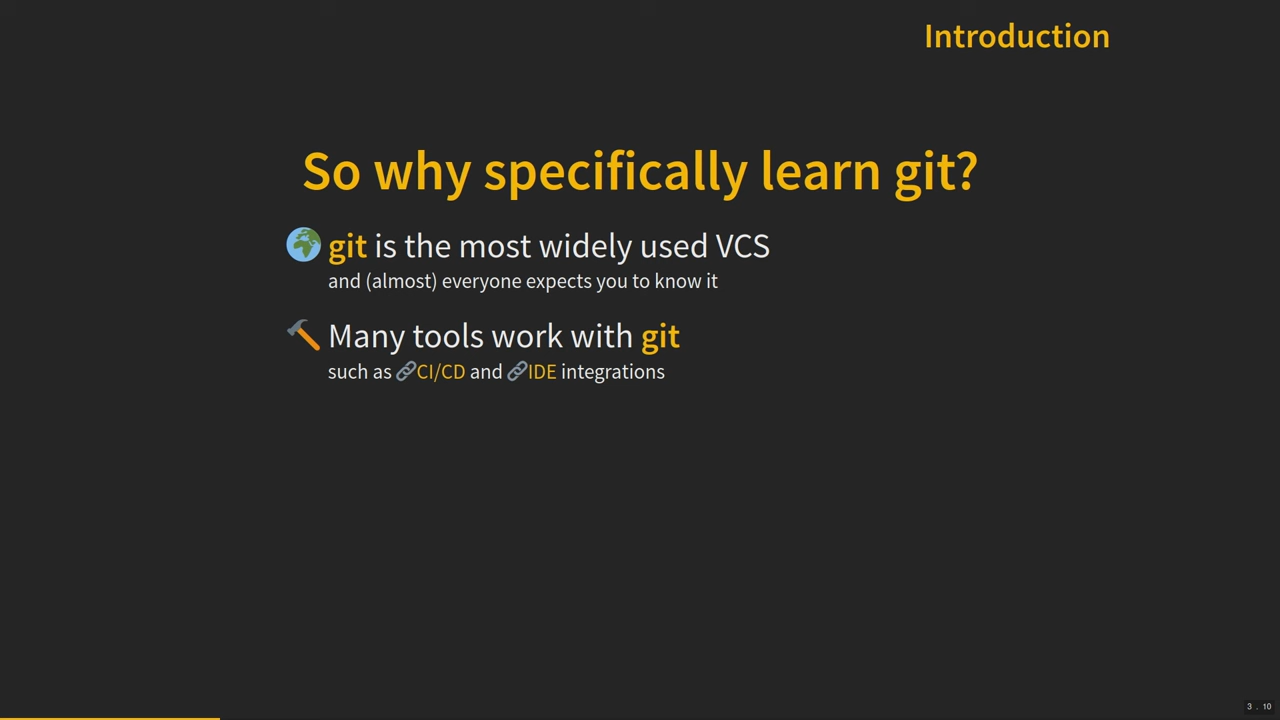 Introduction
So why specifically learn git?
git is the most widely used VCS
and (almost) everyone expects you to know it
Many tools work with git
such as CI/CD and IDE integrations
3 . 10